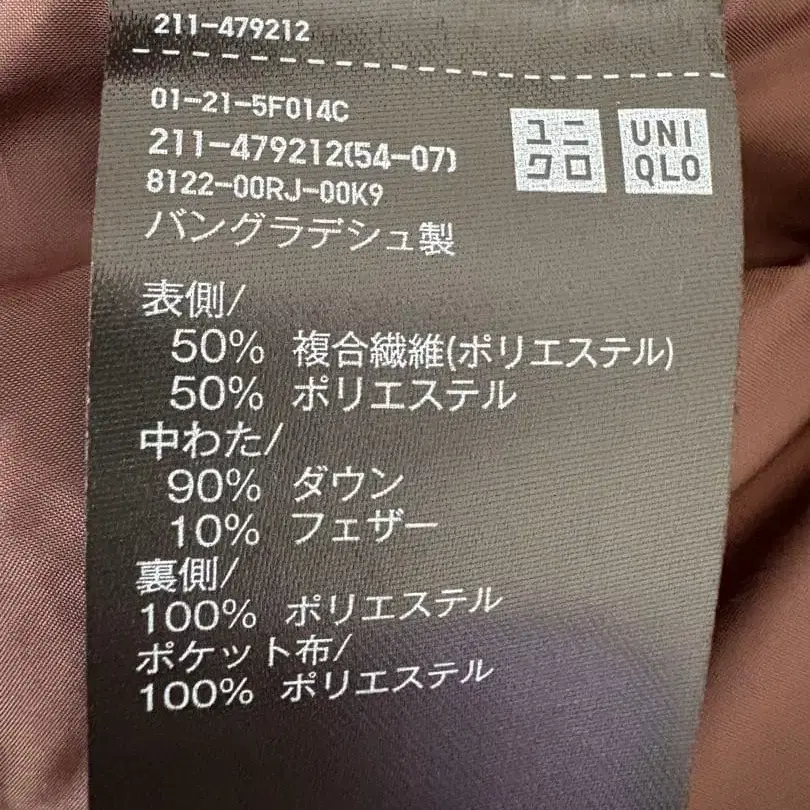 211-479212
01-21-5F014C
211-479212(54-07)
8122-00RJ-00K9
バングラデシュ製
ユニ
クロ
UNI
QLO
表側/
50% 複合繊維(ポリエステル)
50% ポリエステル
中わた/
90% ダウン
10% フェザー
裏側/
100% ポリエステル
ポケット布/
100% ポリエステル